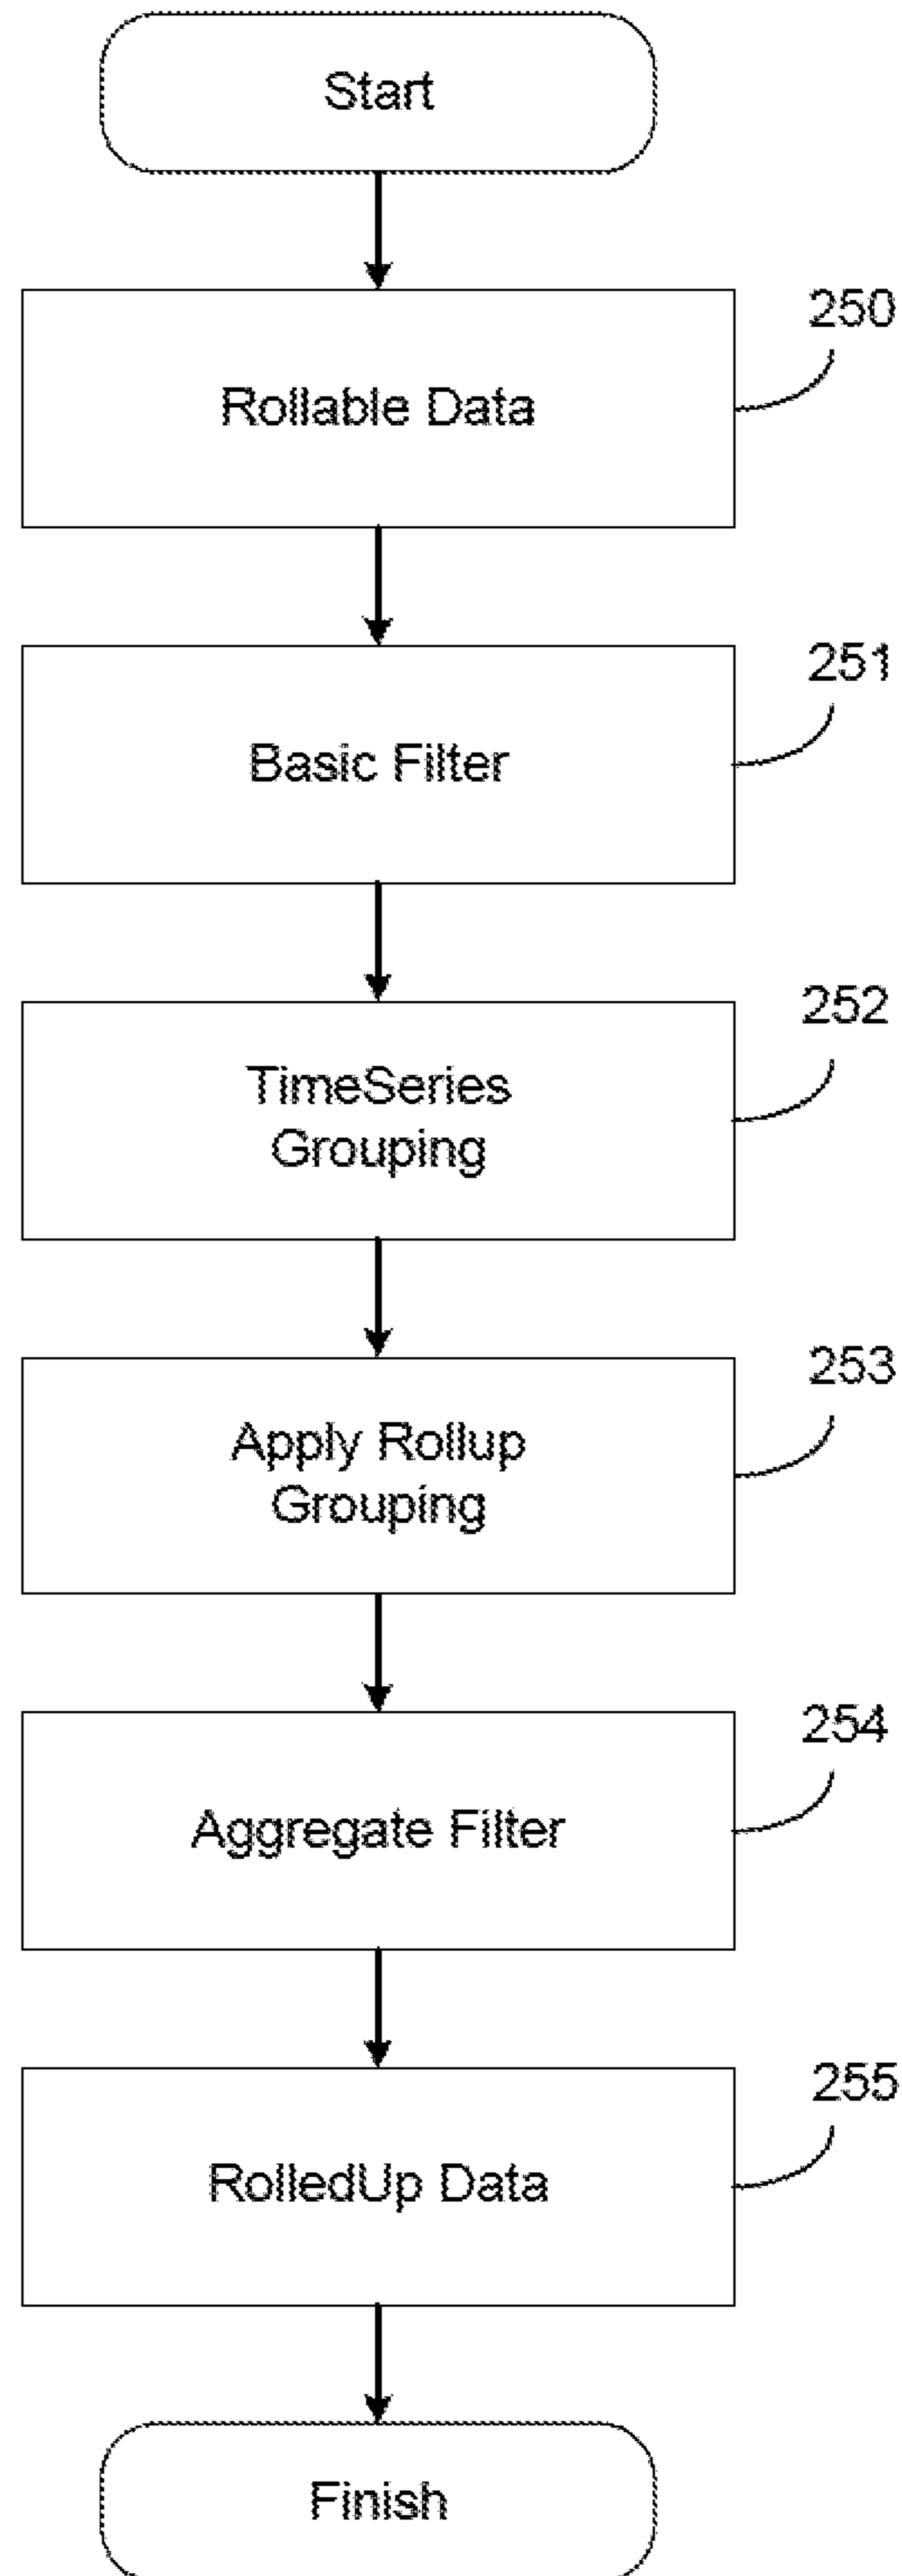 Start
250
Rollable Data
251
Basic Filter
252
TimeSeries
Grouping
253
Apply Rollup
Grouping
254
Aggregate Filter
255
RolledUp Data
Finish